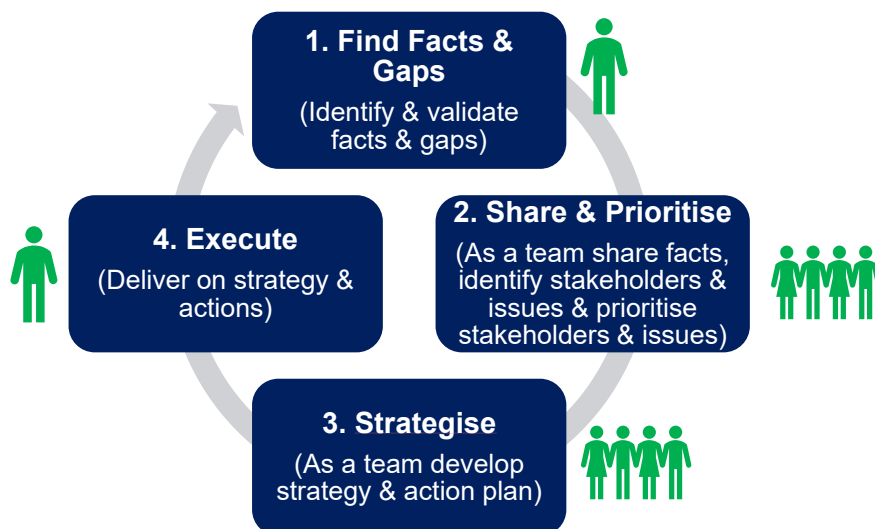 1. Find Facts &
Gaps
(Identify & validate
facts & gaps)
2. Share & Prioritise
(As a team share facts,
identify stakeholders &
issues & prioritise
stakeholders & issues)
3. Strategise
(As a team develop
strategy & action plan)
4. Execute
(Deliver on strategy &
actions)